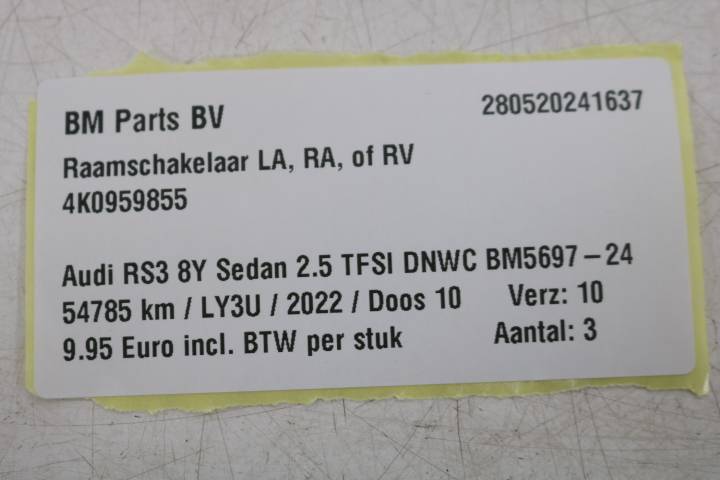 BM Parts BV 280520241637
Raamschakelaar LA, RA, of RV
4K0959855
Audi RS3 8Y Sedan 2.5 TFSI DNWC BM5697-24
54785 km / LY3U / 2022 / Doos 10 Verz: 10
9.95 Euro incl. BTW per stuk Aantal: 3